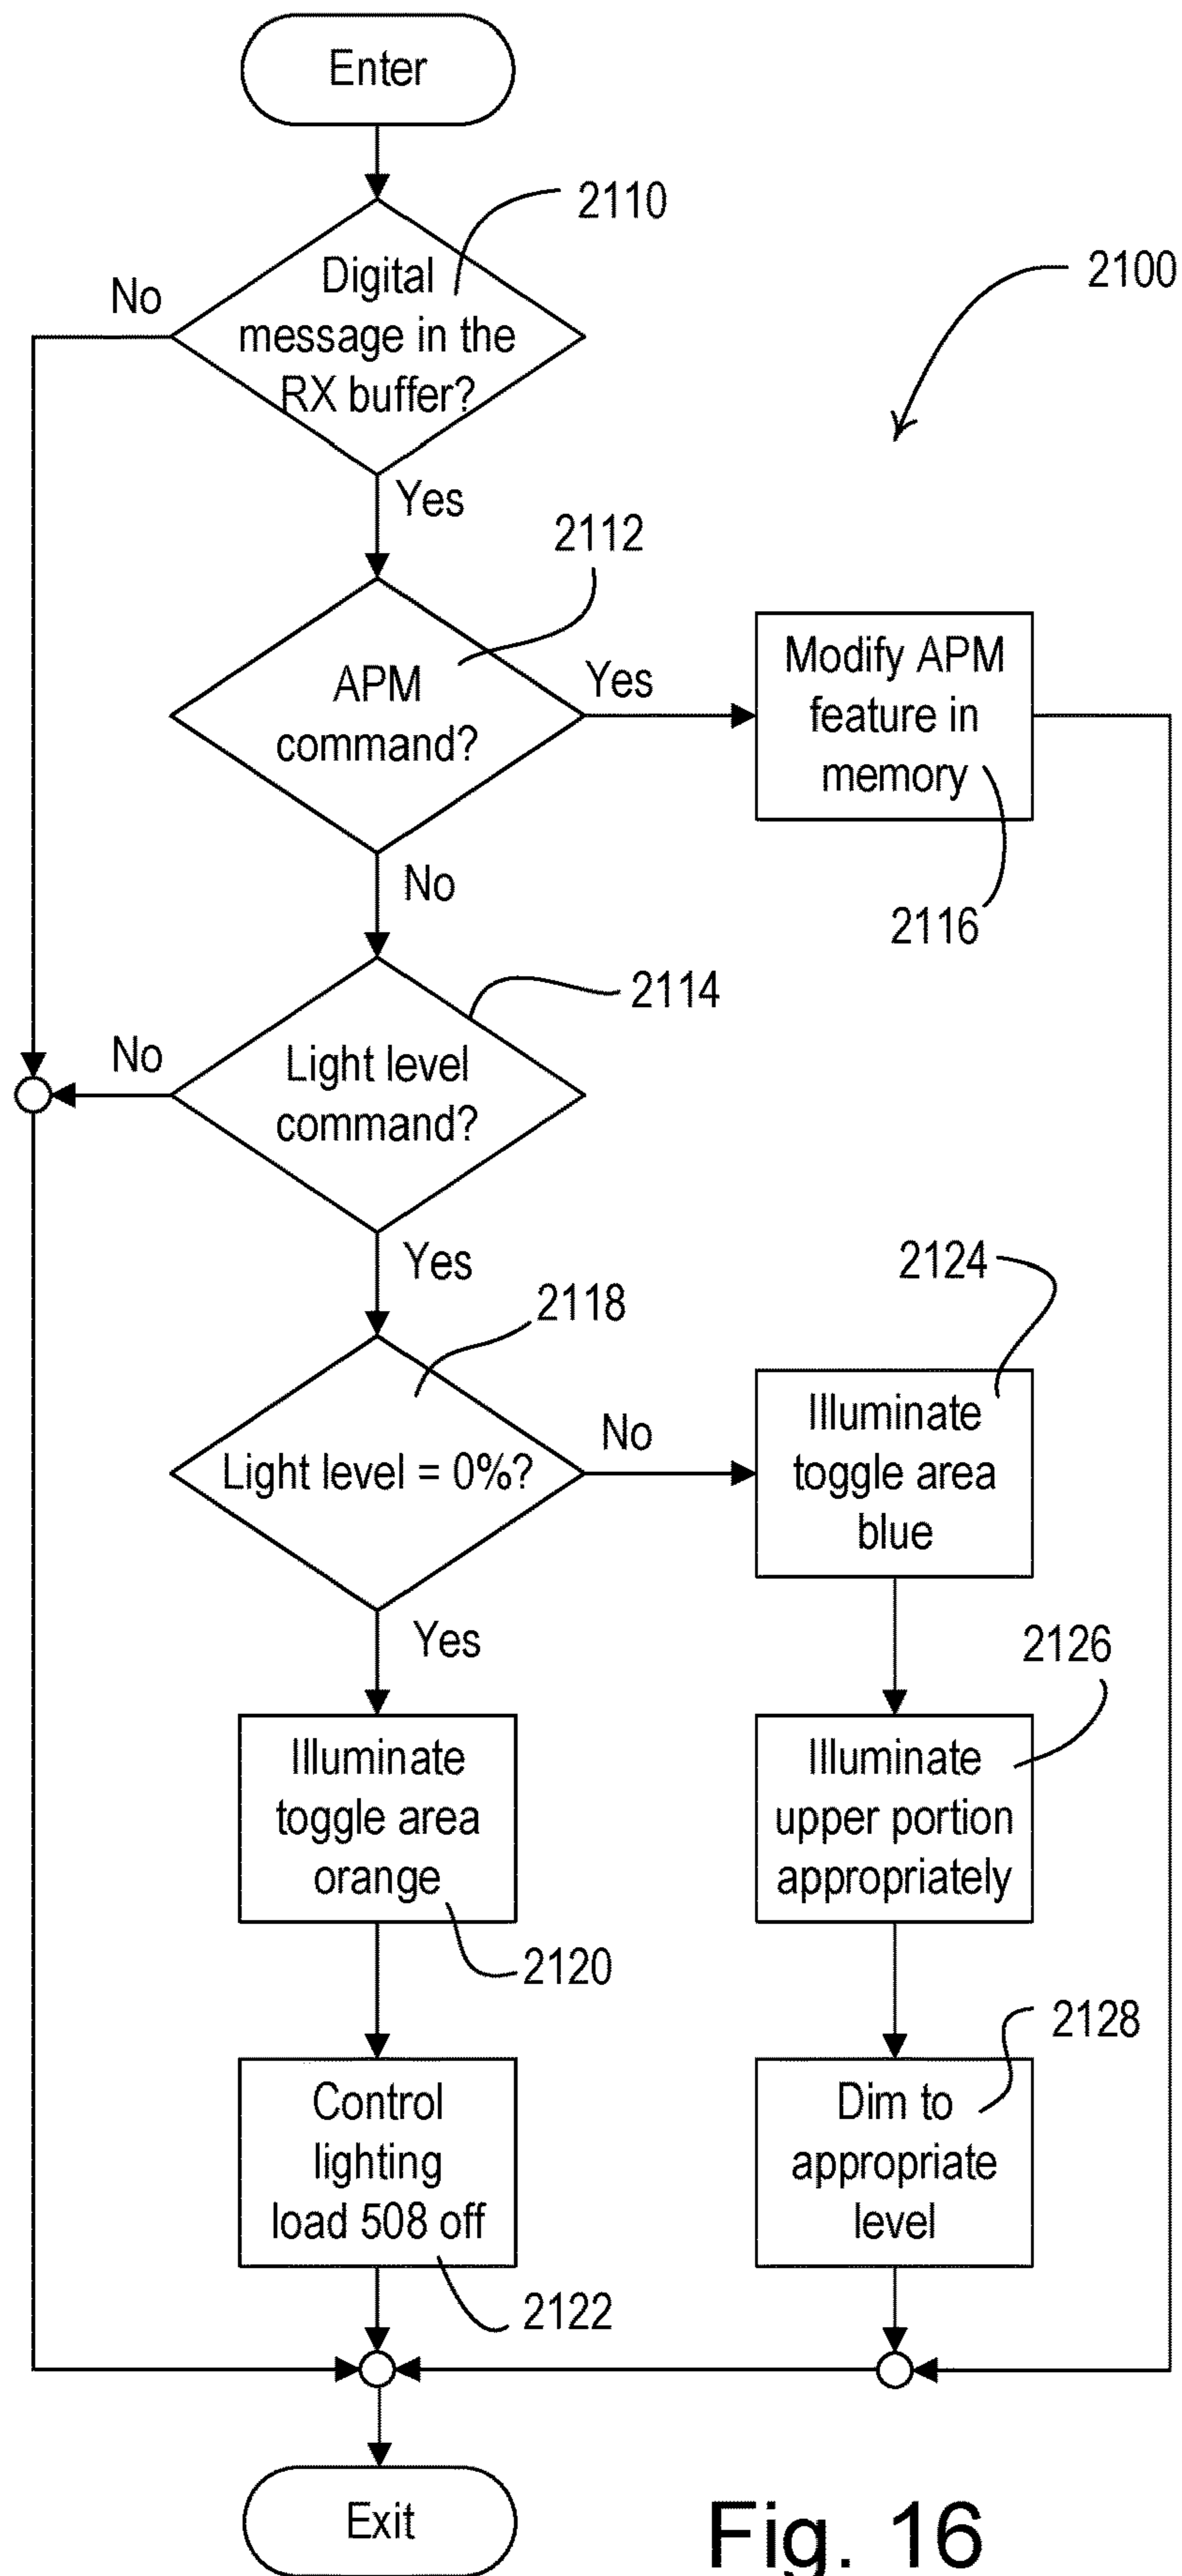 Enter
2110
Digital
message in the
RX buffer?
No
2100
Yes
2112
APM
command?
Yes
Modify APM
feature in
memory
No
2116
2114
Light level
command?
No
Yes
2124
2118
Light level = 0%?
No
Illuminate
toggle area
blue
Yes
2126
Illuminate
toggle area
orange
Illuminate
upper portion
appropriately
2120
2128
Control
lighting
load 508 off
Dim to
appropriate
level
2122
Exit
Fig. 16